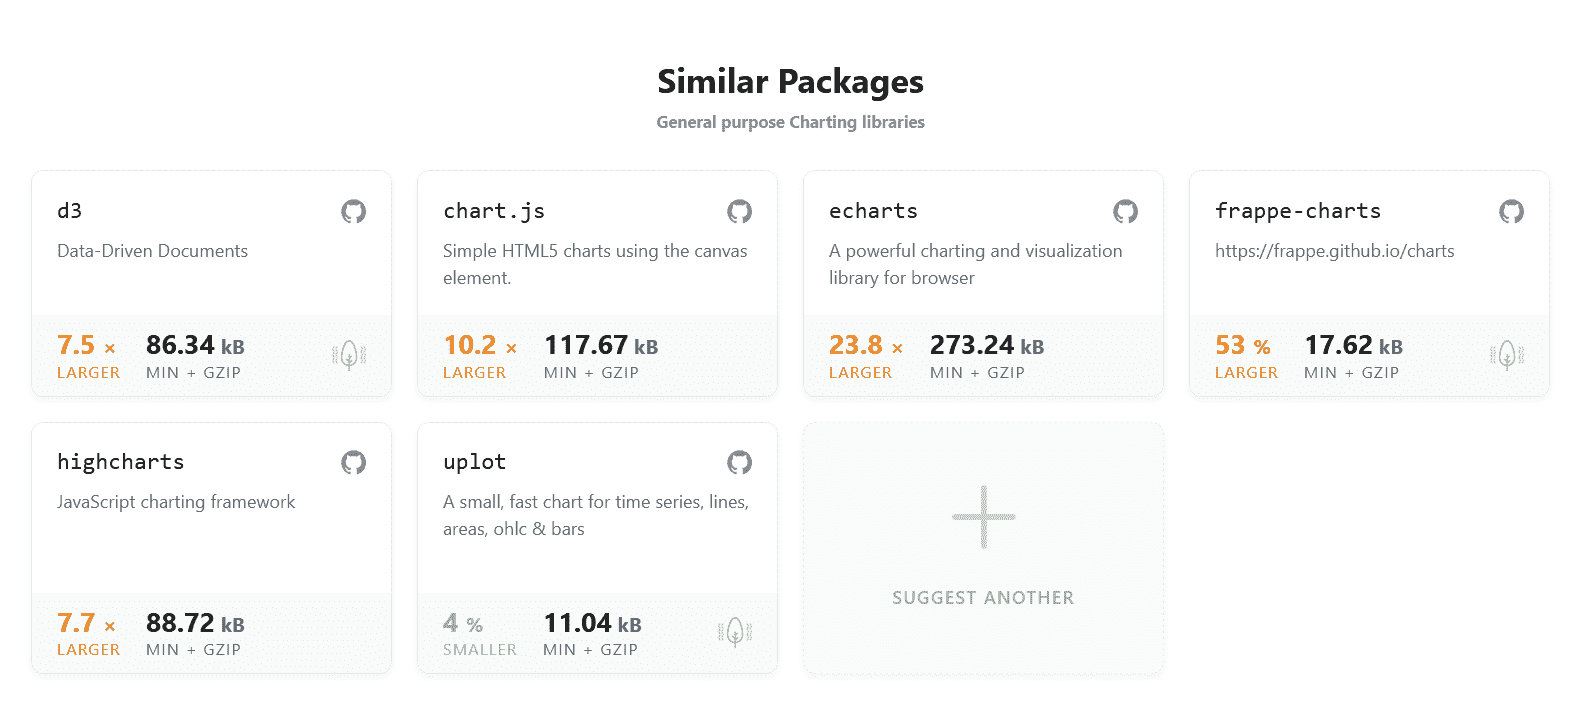 Similar Packages
General purpose Charting libraries
d3
Data-Driven Documents
7.5 × 86.34 kB
LARGER MIN + GZIP
chart.js
Simple HTML5 charts using the canvas
element.
10.2 × 117.67 kB
LARGER MIN + GZIP
echarts
A powerful charting and visualization
library for browser
23.8 × 273.24 kB
LARGER MIN + GZIP
frappe-charts
https://frappe.github.io/charts
53 % 17.62 kB
LARGER MIN + GZIP
highcharts
JavaScript charting framework
7.7 × 88.72 kB
LARGER MIN + GZIP
uplot
A small, fast chart for time series, lines,
areas, ohlc & bars
4 % 11.04 kB
SMALLER MIN + GZIP
SUGGEST ANOTHER